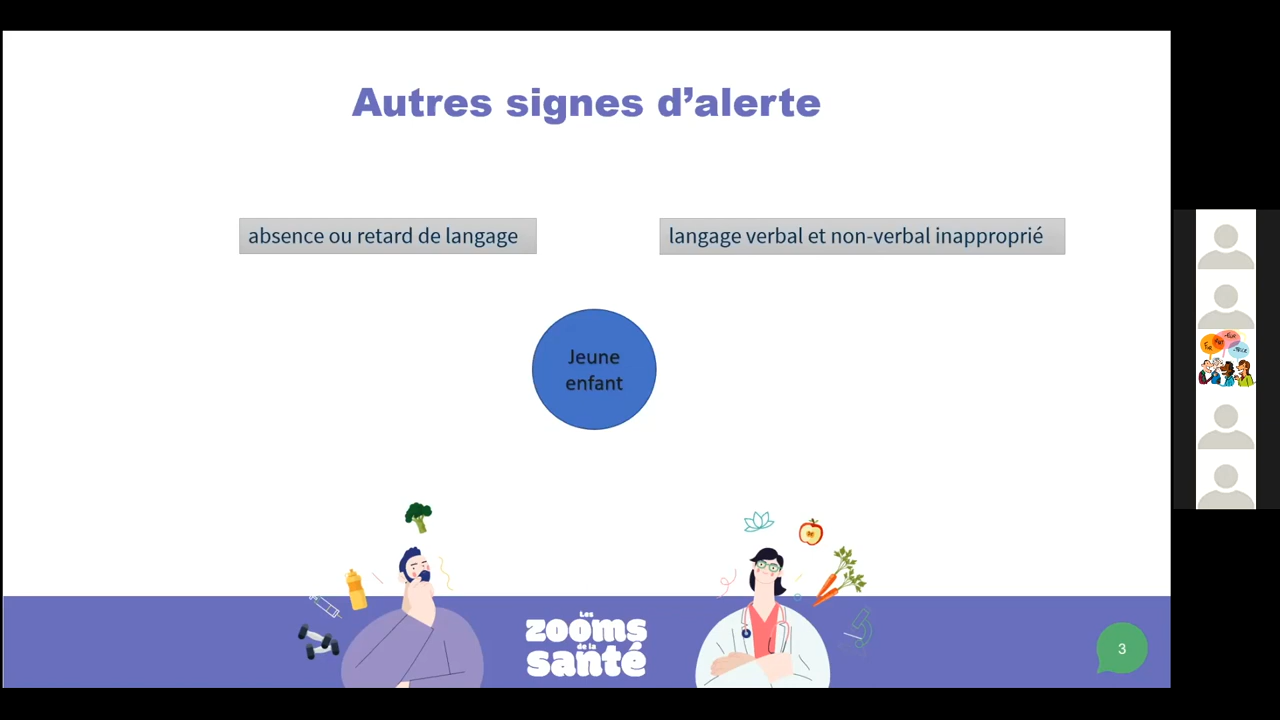 Autres signes d’alerte
absence ou retard de langage
langage verbal et non-verbal inapproprié
Jeune
enfant
Les
zooms
de la
santé
3